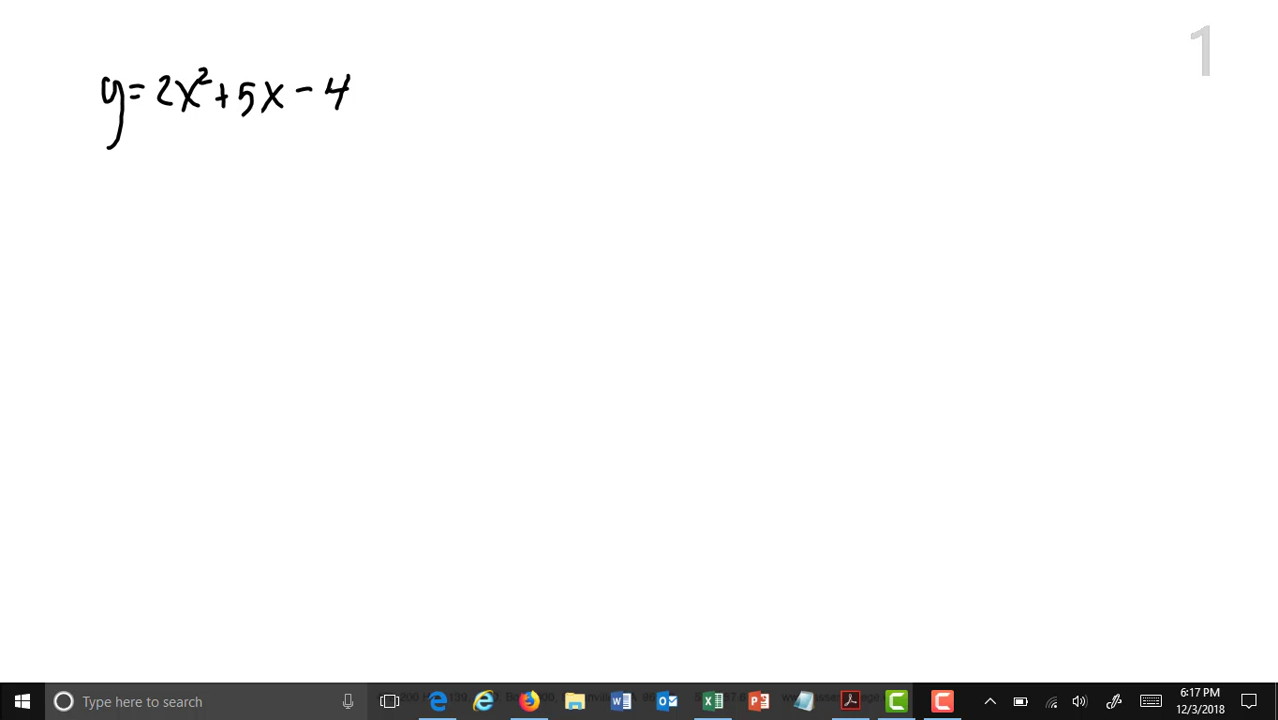 1
y = 2x² + 5x - 4
Type here to search
6:17 PM
12/3/2018